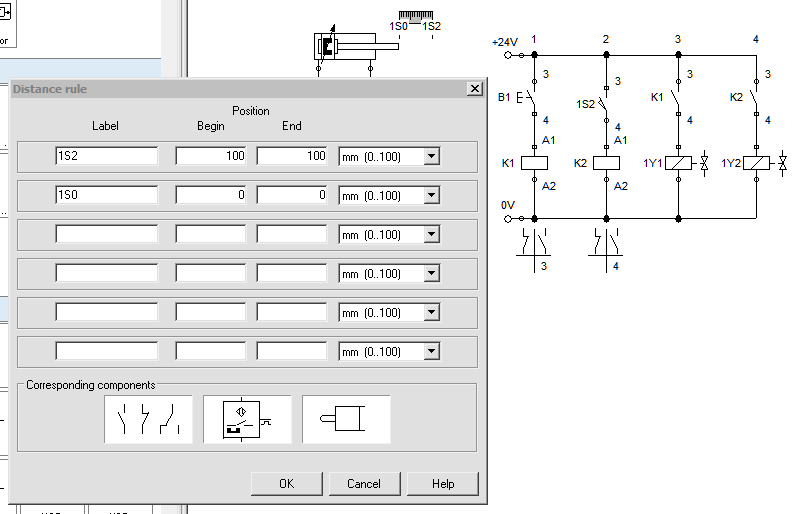 or
1S0 1S2
Distance rule
Position
Label Begin End
1S2 100 100 mm (0..100)
1S0 0 0 mm (0..100)
mm (0..100)
mm (0..100)
mm (0..100)
mm (0..100)
Corresponding components
OK Cancel Help
1 2 3 4
+24V
3 3 3 3
B1 1S2 K1 K2
4 4 4 4
A1 A1
K1 K2 1Y1 1Y2
A2 A2
0V
3 4